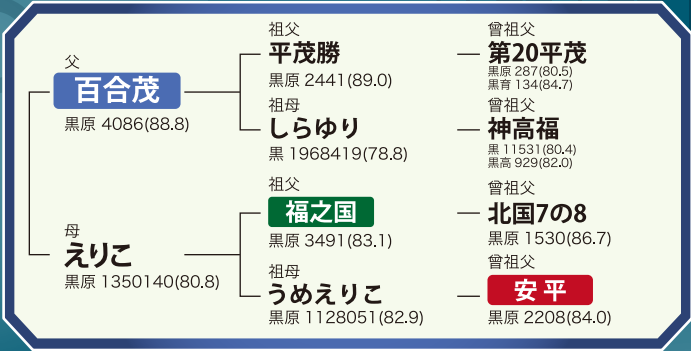 父
百合茂
黒原 4086(88.8)
母
えりこ
黒原 1350140(80.8)
祖父
平茂勝
黒原 2441(89.0)
祖母
しらゆり
黒 1968419(78.8)
祖父
福之国
黒原 3491(83.1)
祖母
うめえりこ
黒原 1128051(82.9)
曾祖父
第20平茂
黒原 287(80.5)
黒育 134(84.7)
曾祖父
神高福
黒 11531(80.4)
黒高 929(82.0)
曾祖父
北国7の8
黒原 1530(86.7)
曾祖父
安平
黒原 2208(84.0)